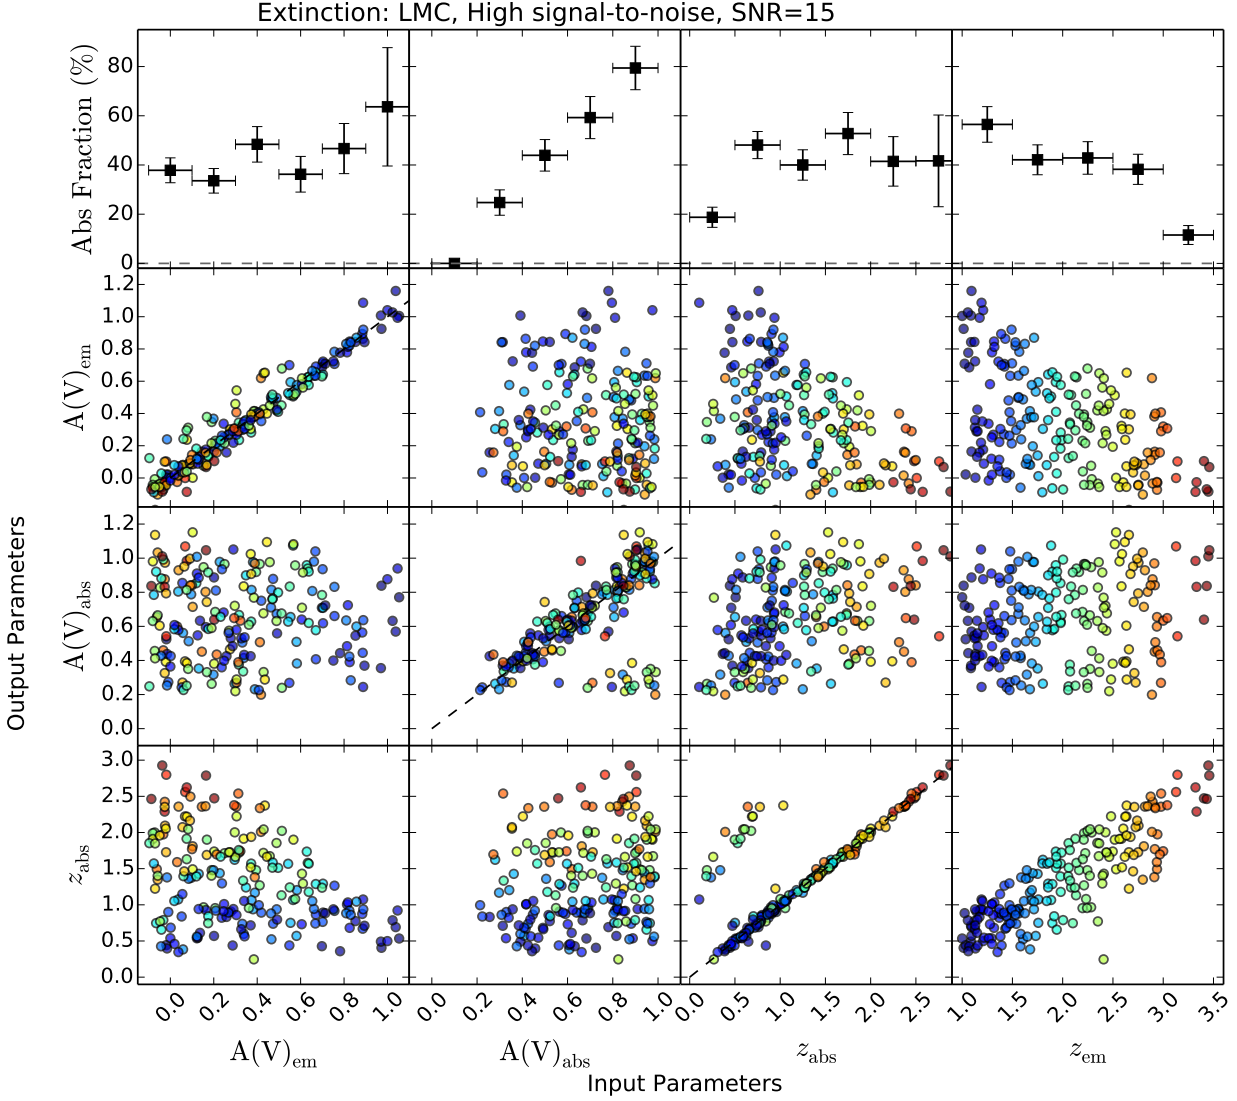 Extinction: LMC, High signal-to-noise, SNR=15
Abs Fraction (%)
80
60
40
20
0
A(V)em
1.2
1.0
0.8
0.6
0.4
0.2
0.0
Output Parameters
A(V)abs
1.2
1.0
0.8
0.6
0.4
0.2
0.0
zabs
3.0
2.5
2.0
1.5
1.0
0.5
0.0
0.0 0.2 0.4 0.6 0.8 1.0 0.0 0.2 0.4 0.6 0.8 1.0 0.0 0.5 1.0 1.5 2.0 2.5 1.0 1.5 2.0 2.5 3.0 3.5
A(V)em A(V)abs zabs zem
Input Parameters